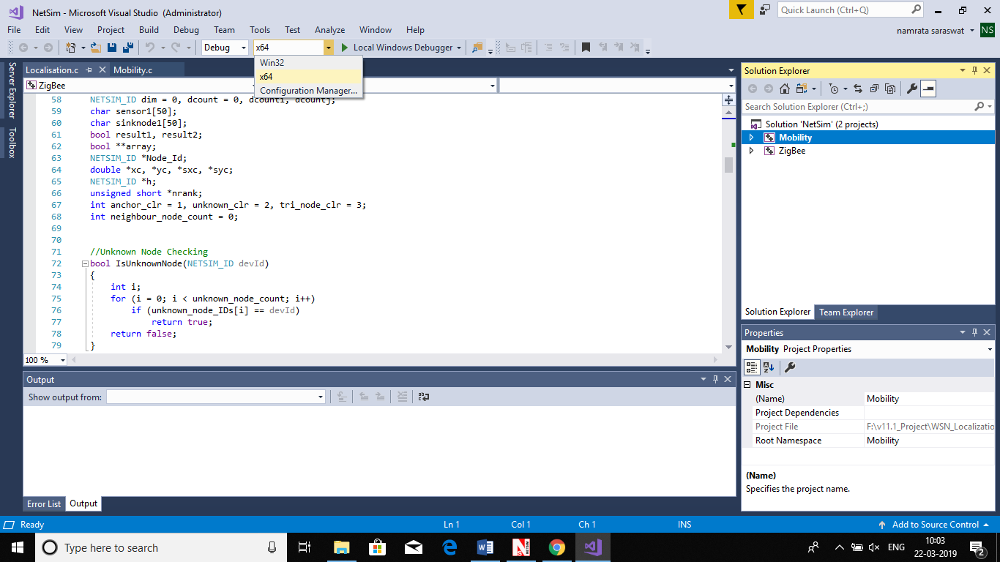 NetSim - Microsoft Visual Studio (Administrator)
Quick Launch (Ctrl+Q)
File Edit View Project Build Debug Team Tools Test Analyze Window Help
namrata saraswat NS
Debug x64 Local Windows Debugger
Win32
x64
Configuration Manager...
Server Explorer
Toolbox
Localisation.c Mobility.c
ZigBee
58 NETSIM_ID dim = 0, dcount = 0, dcounti, dcountj;
59 char sensor1[50];
60 char sinknode1[50];
61 bool result1, result2;
62 bool **array;
63 NETSIM_ID *Node_Id;
64 double *xc, *yc, *sxc, *syc;
65 NETSIM_ID *h;
66 unsigned short *nrank;
67 int anchor_clr = 1, unknown_clr = 2, tri_node_clr = 3;
68 int neighbour_node_count = 0;
69
70
71 //Unknown Node Checking
72 bool IsUnknownNode(NETSIM_ID devId)
73 {
74 int i;
75 for (i = 0; i < unknown_node_count; i++)
76 if (unknown_node_IDs[i] == devId)
77 return true;
78 return false;
79 }
100 %
Output
Show output from:
Error List Output
Solution Explorer
Search Solution Explorer (Ctrl+;)
Solution 'NetSim' (2 projects)
Mobility
ZigBee
Solution Explorer Team Explorer
Properties
Mobility Project Properties
Misc
(Name) Mobility
Project Dependencies
Project File F:\v11.1_Project\WSN_Localizatio
Root Namespace Mobility
(Name)
Specifies the project name.
Ready Ln 1 Col 1 Ch 1 INS Add to Source Control
Type here to search
ENG
10:03
22-03-2019
2